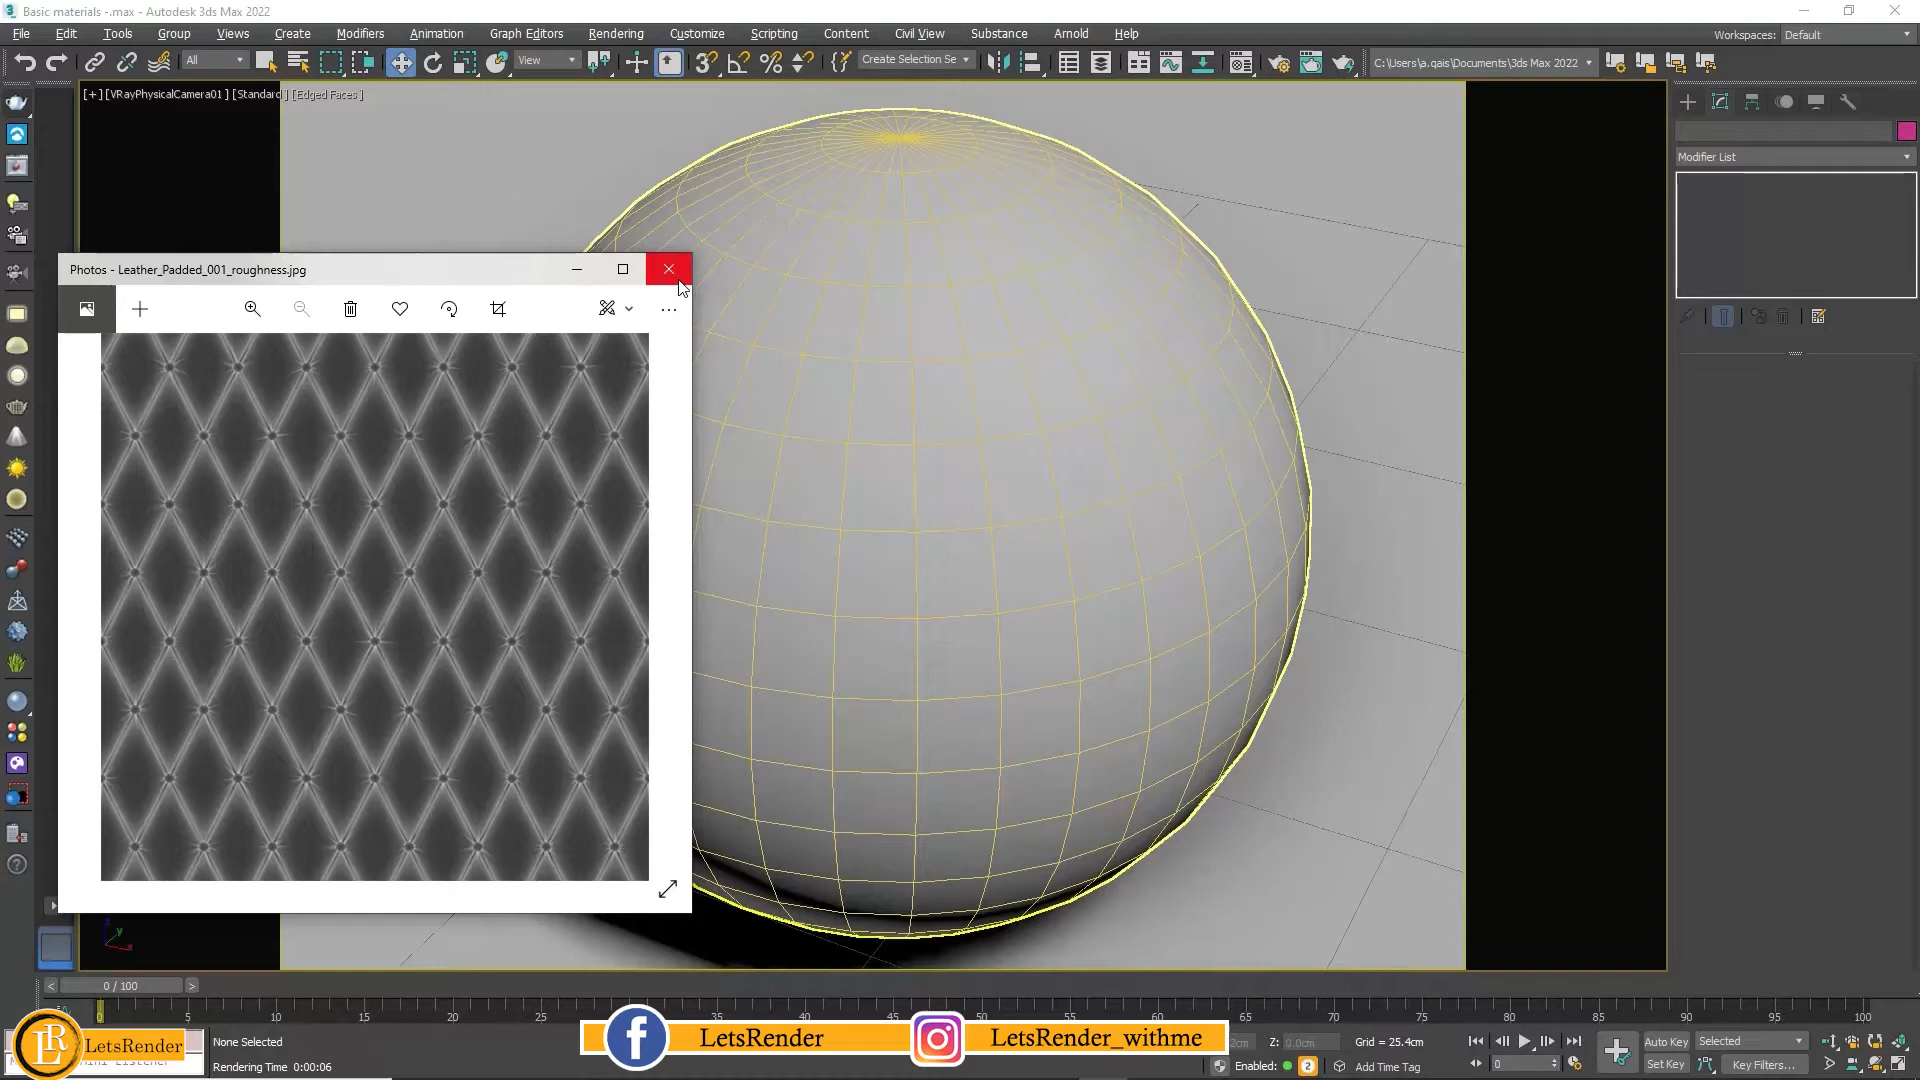 Basic materials -.max - Autodesk 3ds Max 2022
File Edit Tools Group Views Create Modifiers Animation Graph Editors Rendering Customize Scripting Content Civil View Substance Arnold Help
Workspaces: Default
All View Create Selection Se C:\Users\a.qais\Documents\3ds Max 2022
[+] [VRayPhysicalCamera01] [Standard] [Edged Faces]
Modifier List
Photos - Leather_Padded_001_roughness.jpg
0 / 100
0 5 10 15 20 25 30 35 40 45 50 55 60 65 70 75 80 85 90 95 100
LetsRender
None Selected
Rendering Time 0:00:06
LetsRender
LetsRender_withme
Z: 0.0cm Grid = 25.4cm
Enabled: 2 Add Time Tag
Auto Key Selected
Set Key Key Filters...
0